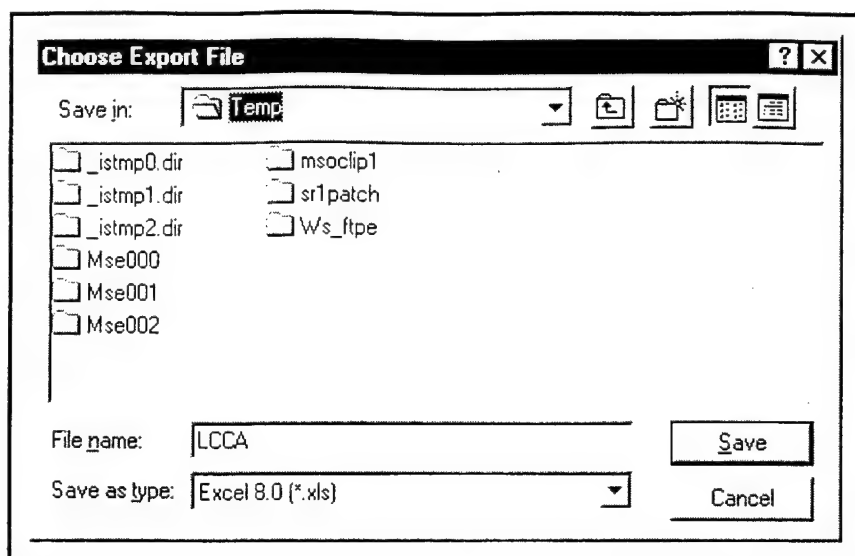 Choose Export File ? ×
Save in: Temp
_istmp0.dir
_istmp1.dir
_istmp2.dir
Mse000
Mse001
Mse002
msoclip1
sr1patch
Ws_ftpe
File name: LCCA Save
Save as type: Excel 8.0 (*.xls) Cancel